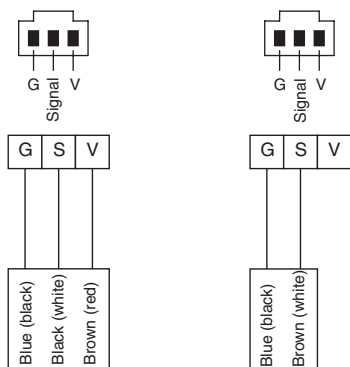 G Signal V
G S V
Blue (black)
Black (white)
Brown (red)
G Signal V
G S V
Blue (black)
Brown (white)